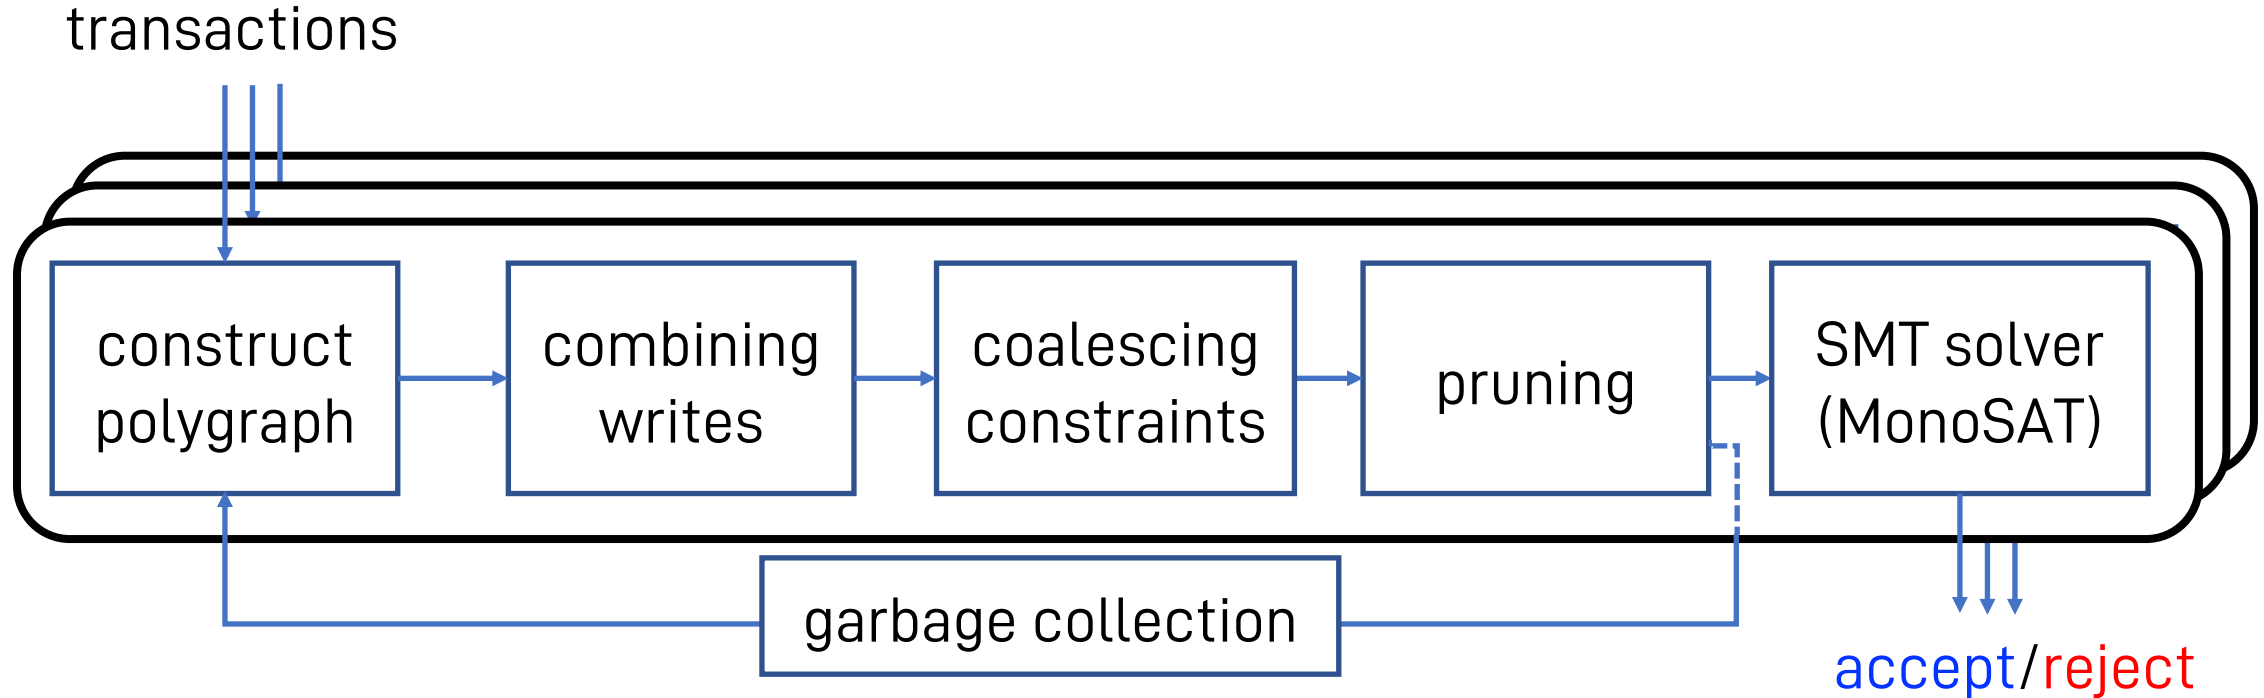 transactions
construct
polygraph
combining
writes
coalescing
constraints
pruning
SMT solver
(MonoSAT)
garbage collection
accept/reject